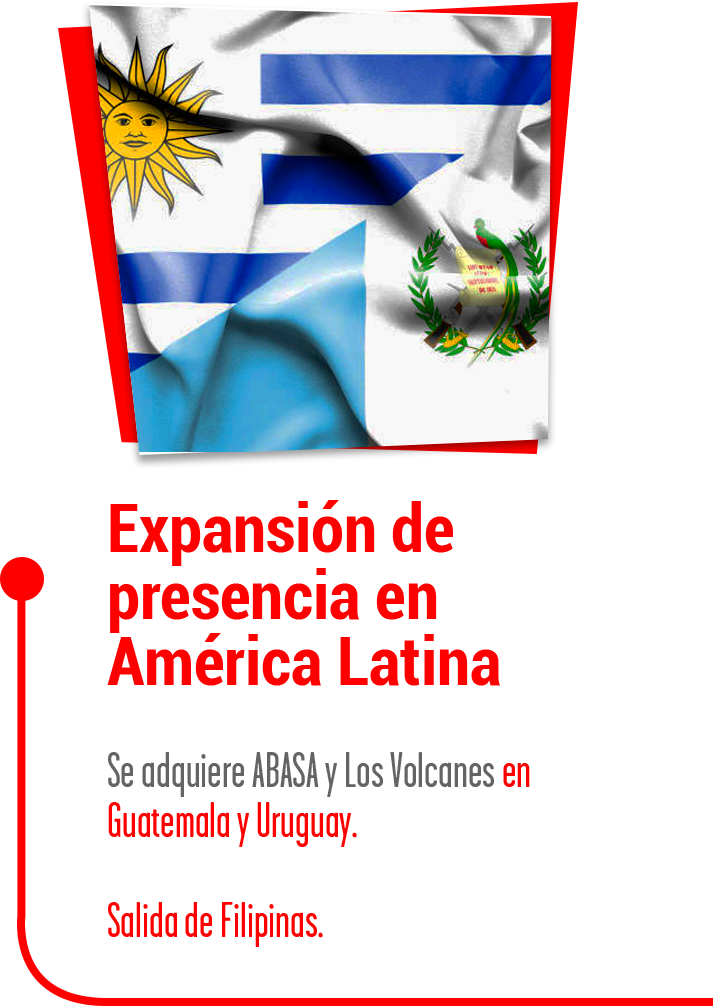 Expansión de
presencia en
América Latina
Se adquiere ABASA y Los Volcanes en
Guatemala y Uruguay.
Salida de Filipinas.